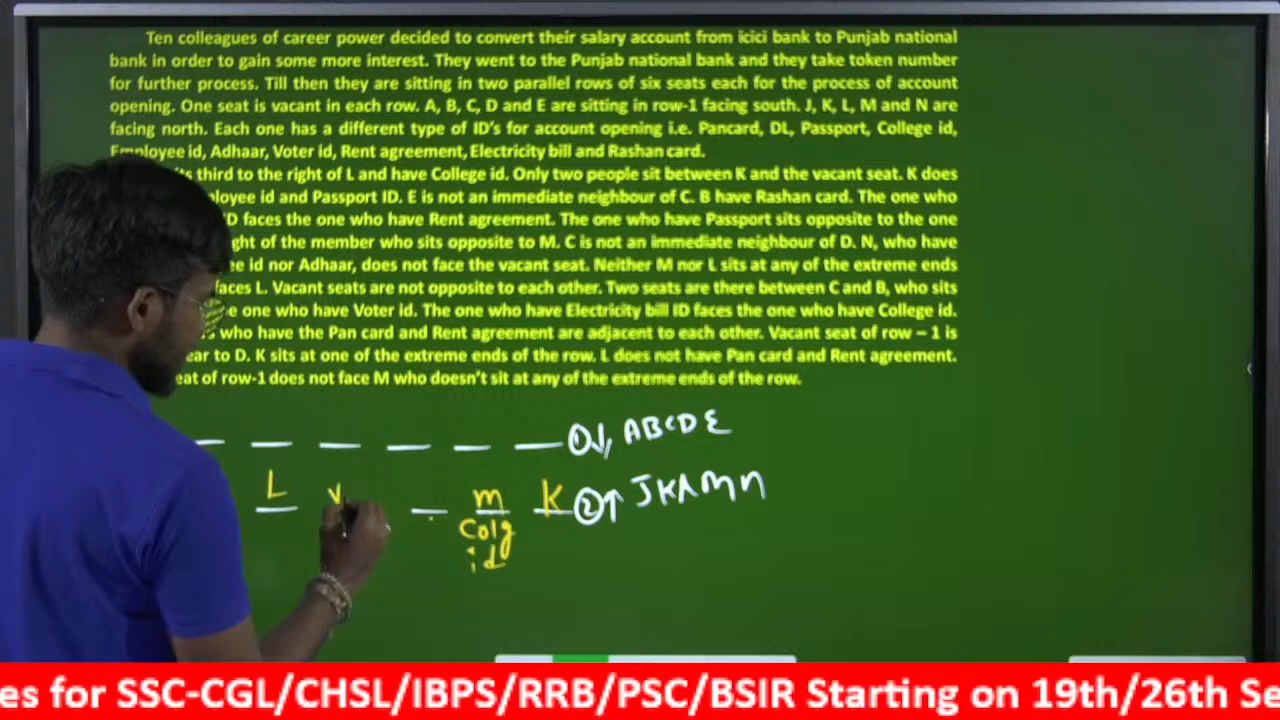 Ten colleagues of career power decided to convert their salary account from icici bank to Punjab national
bank in order to gain some more interest. They went to the Punjab national bank and they take token number
for further process. Till then they are sitting in two parallel rows of six seats each for the process of account
opening. One seat is vacant in each row. A, B, C, D and E are sitting in row-1 facing south. J, K, L, M and N are
facing north. Each one has a different type of ID's for account opening i.e. Pancard, DL, Passport, College id,
Employee id, Adhaar, Voter id, Rent agreement, Electricity bill and Rashan card.
third to the right of L and have College id. Only two people sit between K and the vacant seat. K does
id and Passport ID. E is not an immediate neighbour of C. B have Rashan card. The one who
faces the one who have Rent agreement. The one who have Passport sits opposite to the one
of the member who sits opposite to M. C is not an immediate neighbour of D. N, who have
id nor Adhaar, does not face the vacant seat. Neither M nor L sits at any of the extreme ends
L. Vacant seats are not opposite to each other. Two seats are there between C and B, who sits
one who have Voter id. The one who have Electricity bill ID faces the one who have College id.
who have the Pan card and Rent agreement are adjacent to each other. Vacant seat of row – 1 is
to D. K sits at one of the extreme ends of the row. L does not have Pan card and Rent agreement.
of row-1 does not face M who doesn't sit at any of the extreme ends of the row.
① ↓ A B C D E
L V m K ② ↑ J K L M N
Colg
id
es for SSC-CGL/CHSL/IBPS/RRB/PSC/BSIR Starting on 19th/26th Se